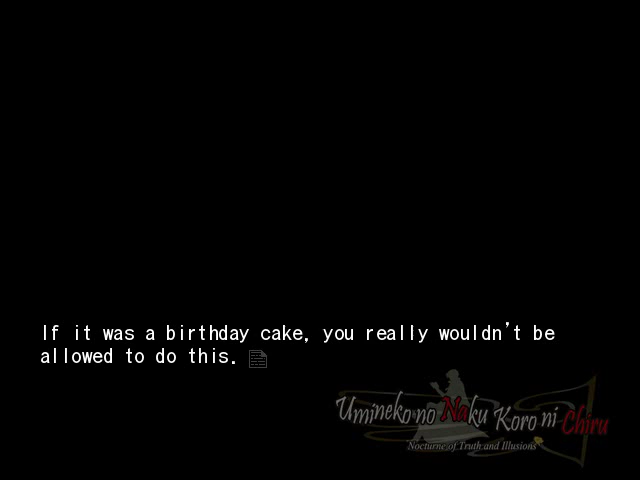 If it was a birthday cake, you really wouldn't be
allowed to do this.
Umineko no Naku Koro ni Chiru
Nocturne of Truth and Illusions